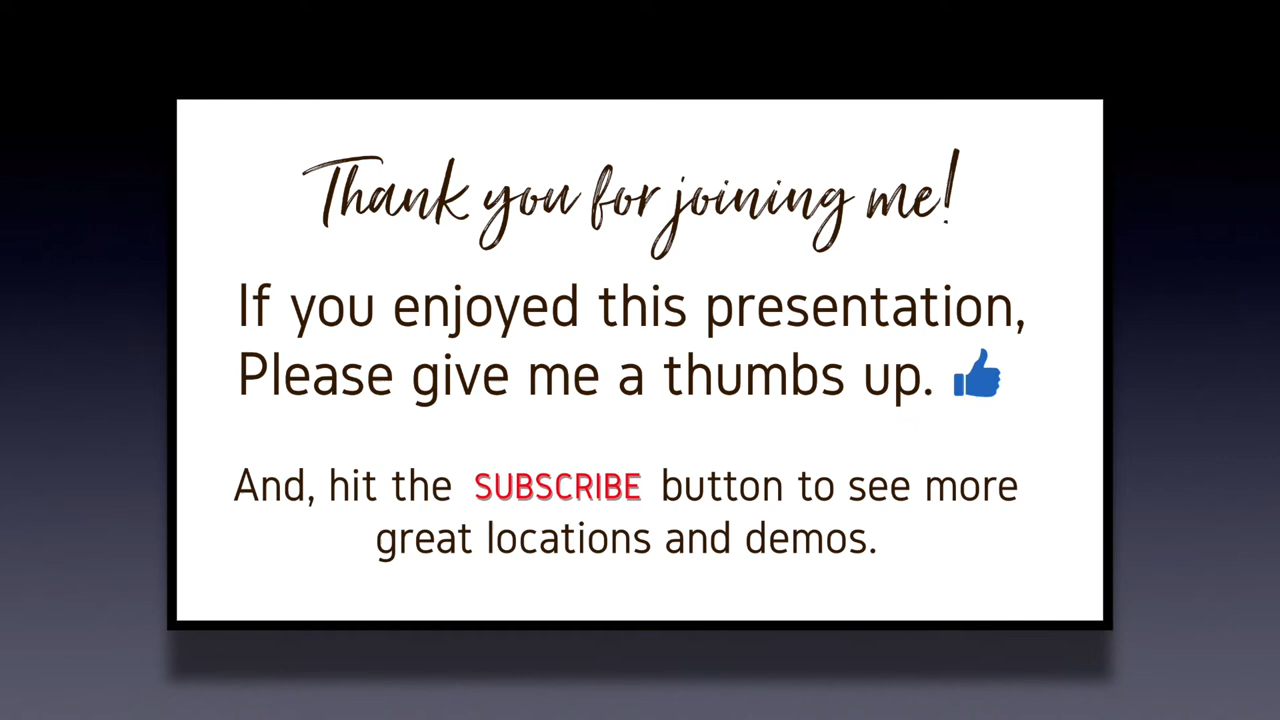 Thank you for joining me!
If you enjoyed this presentation,
Please give me a thumbs up.
And, hit the SUBSCRIBE button to see more
great locations and demos.